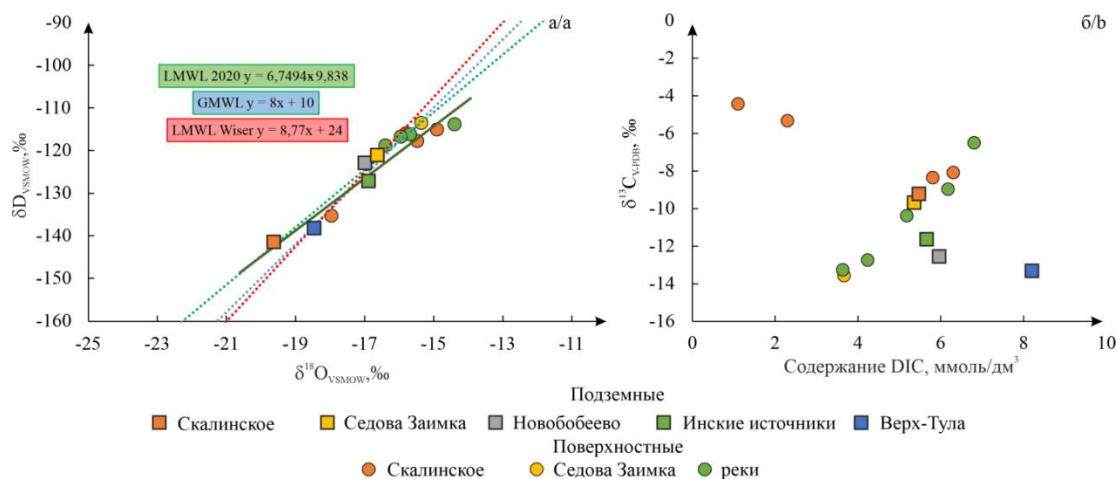 a/a
-90
-100
-110
-120
-130
-140
-150
-160
δD VSMOW,‰
LMWL 2020 y = 6,7494x9,838
GMWL y = 8x + 10
LMWL Wiser y = 8,77x + 24
-25 -23 -21 -19 -17 -15 -13 -11
δ18O VSMOW,‰
б/b
0
-2
-4
-6
-8
-10
-12
-14
-16
δ13C V-PDB, ‰
0 2 4 6 8 10
Содержание DIC, ммоль/дм3
Подземные
Скалинское Седова Заимка Новобобеево Инские источники Верх-Тула
Поверхностные
Скалинское Седова Заимка реки